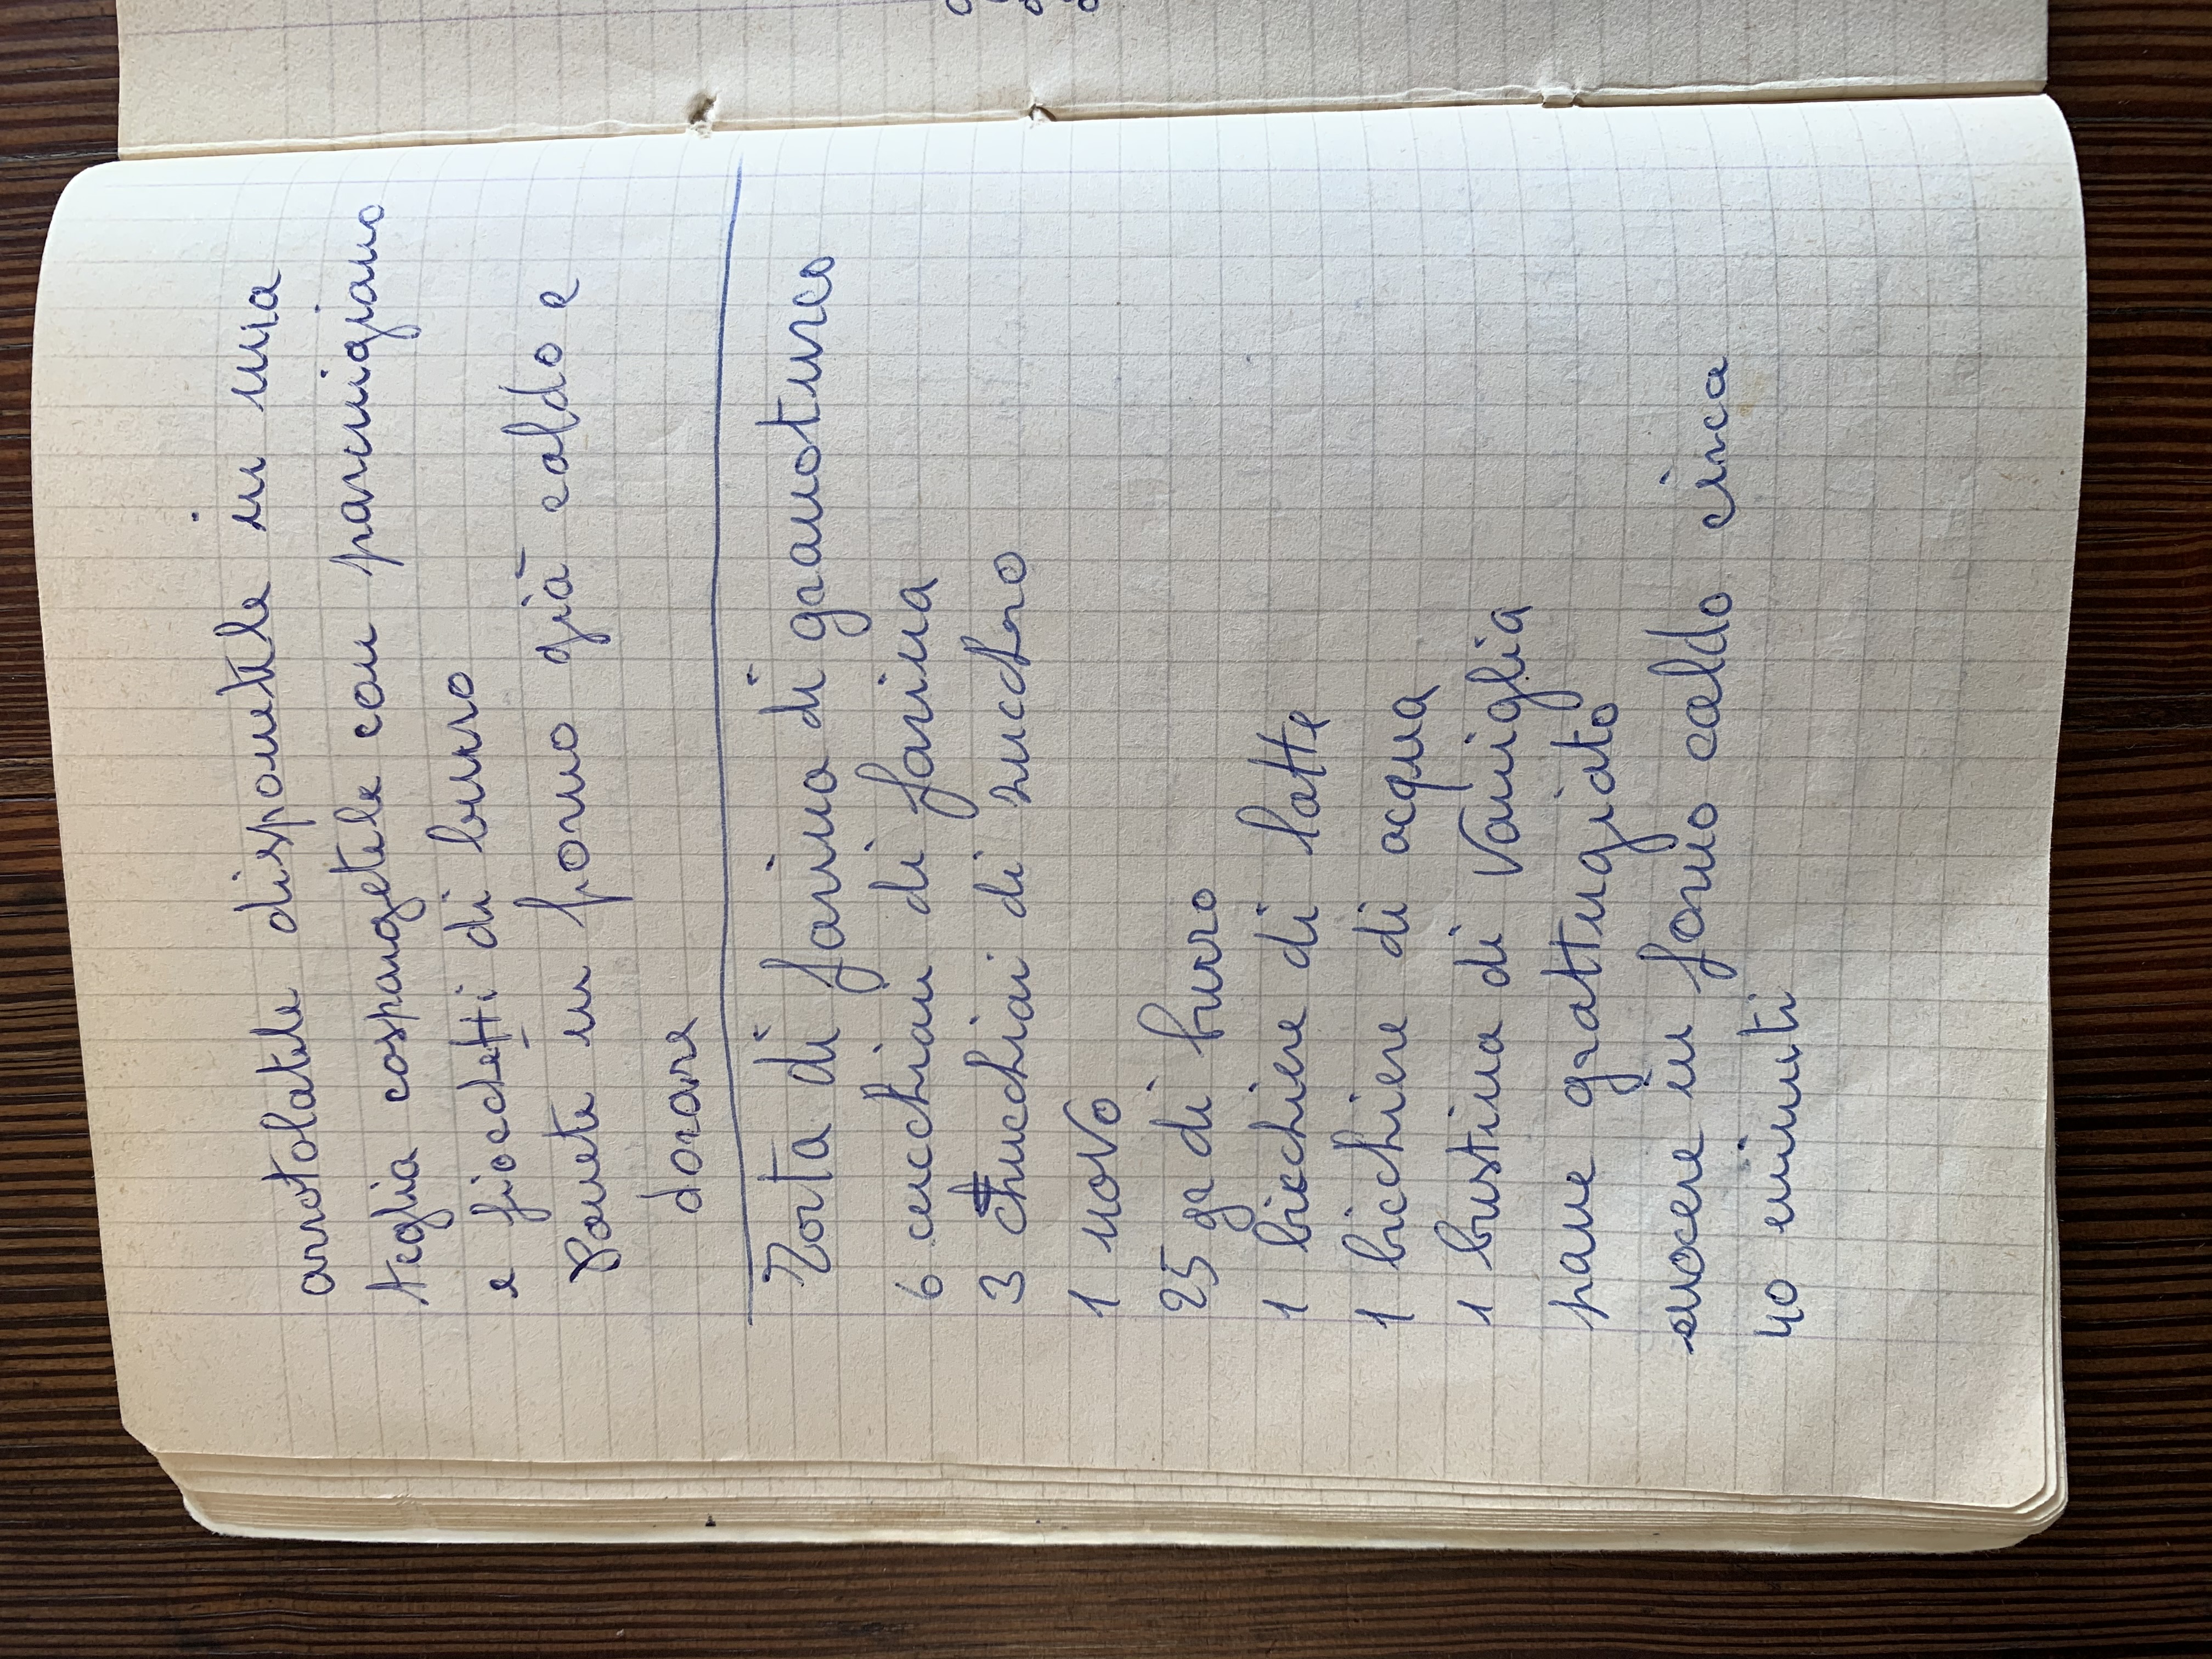 arrotolatele disponetele in una
teglia cospargetele con parmigiano
e fiocchetti di burro
Ponete in forno già caldo e
dorare
Torta di farina di granoturco
6 cucchiai di farina
3 cucchiai di zucchero
1 uovo
25 gr di burro
1 bicchiere di latte
1 bicchiere di acqua
1 bustina di Vaniglia
pane grattugiato
cuocere in forno caldo circa
40 minuti